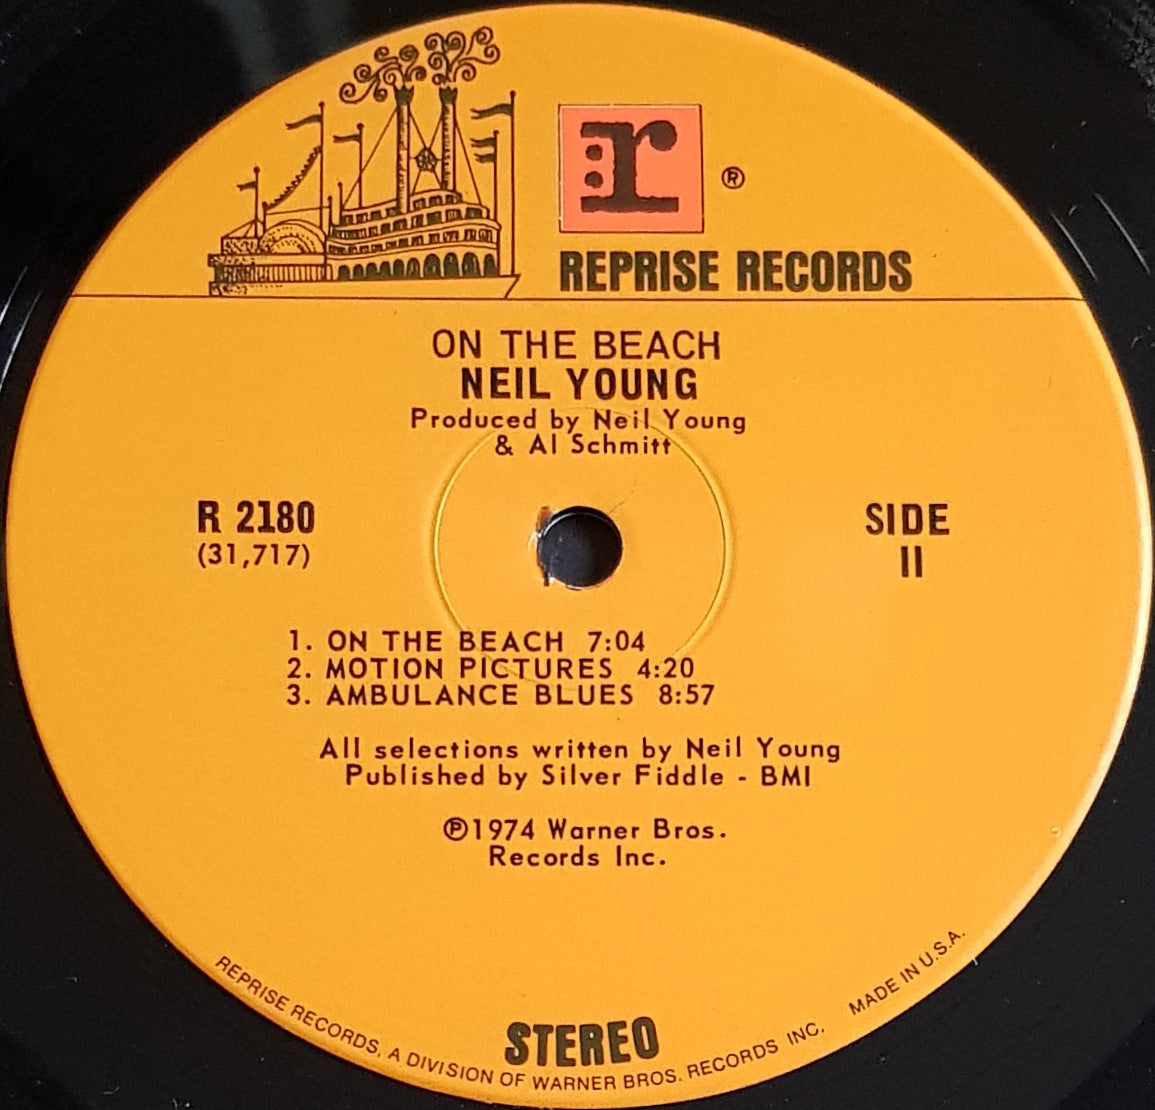 r ®
REPRISE RECORDS
ON THE BEACH
NEIL YOUNG
Produced by Neil Young
& Al Schmitt
R 2180
(31,717)
SIDE
II
1. ON THE BEACH 7:04
2. MOTION PICTURES 4:20
3. AMBULANCE BLUES 8:57
All selections written by Neil Young
Published by Silver Fiddle - BMI
℗1974 Warner Bros.
Records Inc.
STEREO
REPRISE RECORDS, A DIVISION OF WARNER BROS. RECORDS INC. MADE IN U.S.A.